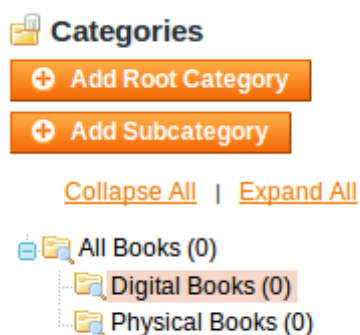 Categories
Add Root Category
Add Subcategory
Collapse All | Expand All
All Books (0)
Digital Books (0)
Physical Books (0)